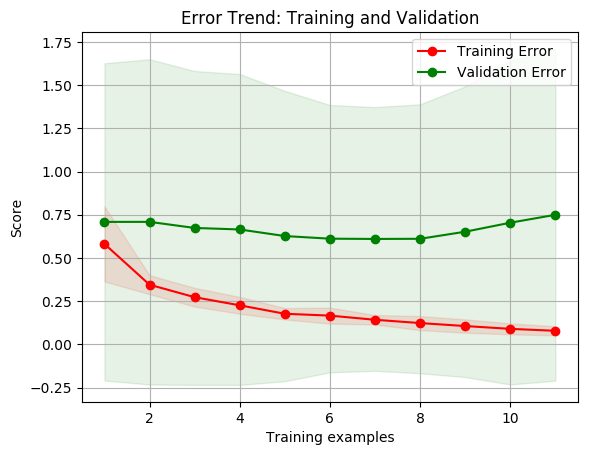 Error Trend: Training and Validation
Training Error
Validation Error
Score
1.75
1.50
1.25
1.00
0.75
0.50
0.25
0.00
−0.25
2
4
6
8
10
Training examples